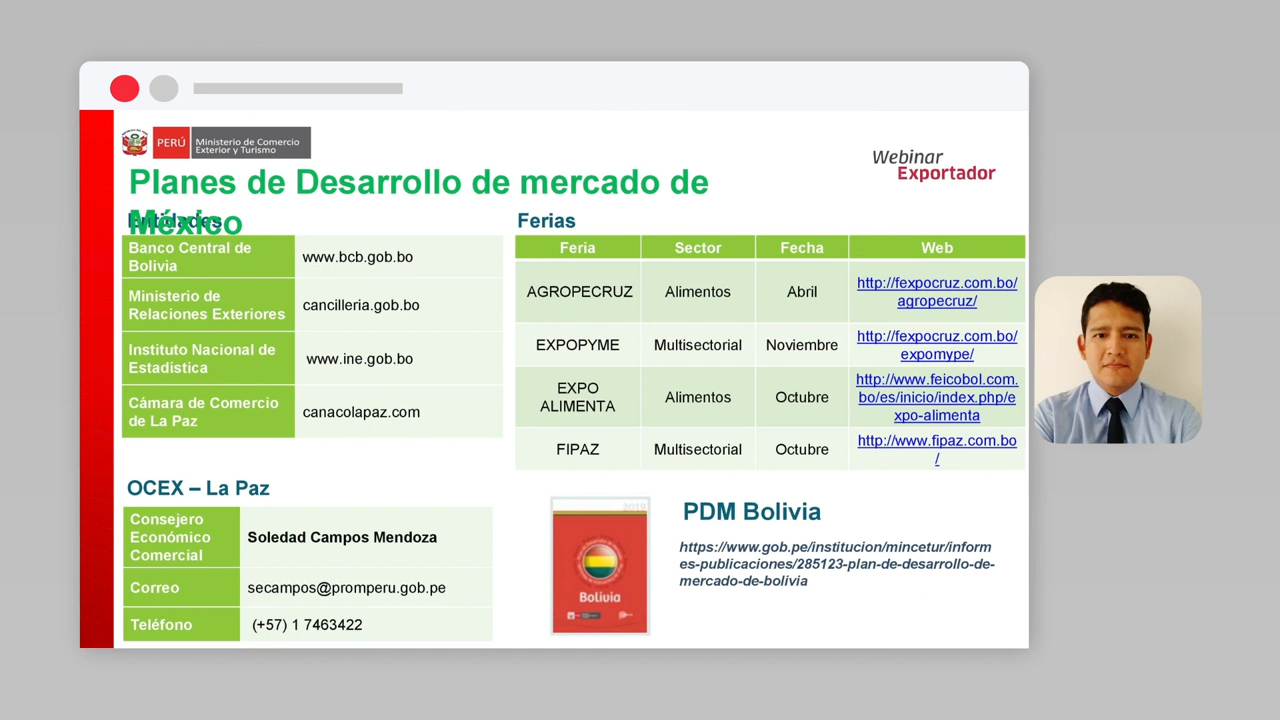 PERÚ
Ministerio de Comercio
Exterior y Turismo
Webinar
Exportador
Planes de Desarrollo de mercado de
México
Entidades
Banco Central de
Bolivia
www.bcb.gob.bo
Ministerio de
Relaciones Exteriores
cancilleria.gob.bo
Instituto Nacional de
Estadistica
www.ine.gob.bo
Cámara de Comercio
de La Paz
canacolapaz.com
Ferias
Feria Sector Fecha Web
AGROPECRUZ Alimentos Abril
http://fexpocruz.com.bo/
agropecruz/
EXPOPYME Multisectorial Noviembre
http://fexpocruz.com.bo/
expomype/
EXPO
ALIMENTA
Alimentos Octubre
http://www.feicobol.com.
bo/es/inicio/index.php/e
xpo-alimenta
FIPAZ Multisectorial Octubre
http://www.fipaz.com.bo
/
OCEX – La Paz
Consejero
Económico
Comercial
Soledad Campos Mendoza
Correo secampos@promperu.gob.pe
Teléfono (+57) 1 7463422
2019
Bolivia
PDM Bolivia
https://www.gob.pe/institucion/mincetur/inform
es-publicaciones/285123-plan-de-desarrollo-de-
mercado-de-bolivia